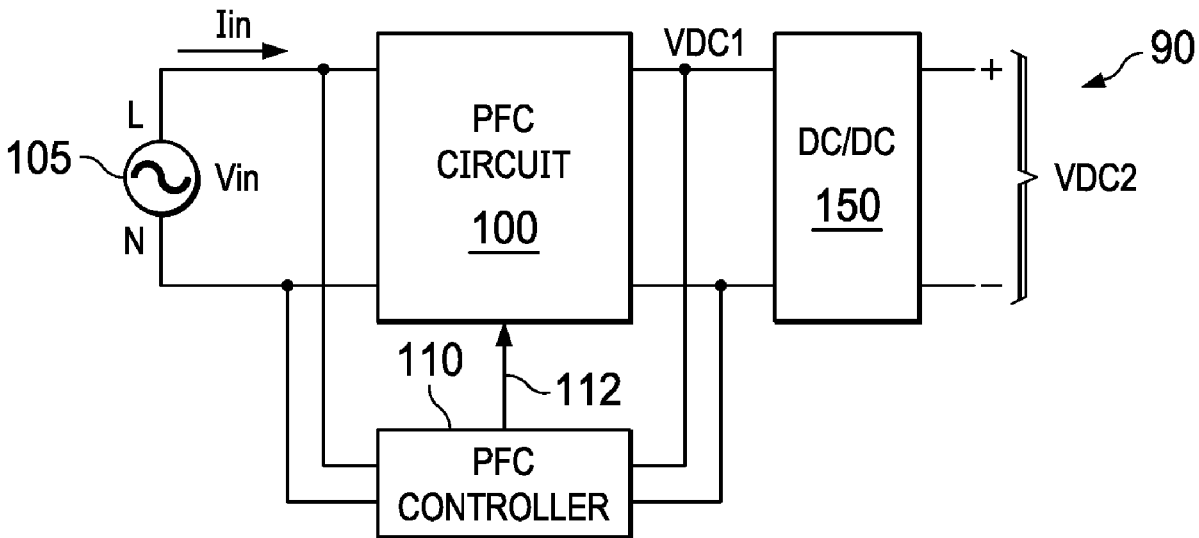 Iin
VDC1
90
L
PFC
CIRCUIT
100
DC/DC
150
+
105
Vin
VDC2
N
−
110
112
PFC
CONTROLLER